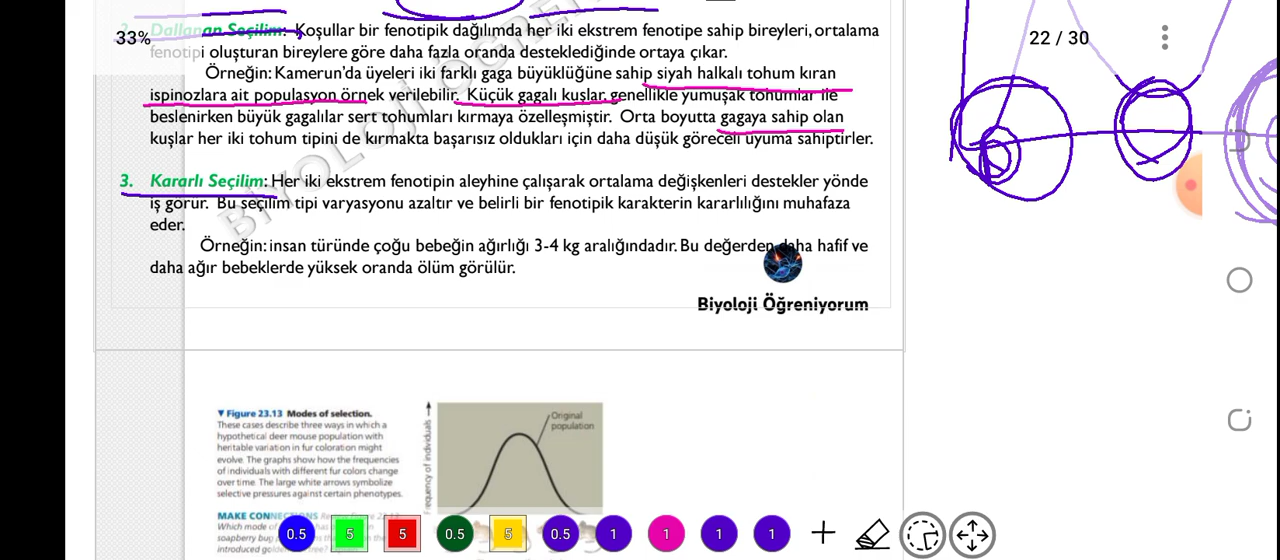 2. Dallanan Seçilim: Koşullar bir fenotipik dağılımda her iki ekstrem fenotipe sahip bireyleri, ortalama
33%
22 / 30
fenotipi oluşturan bireylere göre daha fazla oranda desteklediğinde ortaya çıkar.
Örneğin: Kamerun'da üyeleri iki farklı gaga büyüklüğüne sahip siyah halkalı tohum kıran
ispinozlara ait populasyon örnek verilebilir. Küçük gagalı kuşlar genellikle yumuşak tohumlar ile
beslenirken büyük gagalılar sert tohumları kırmaya özelleşmiştir. Orta boyutta gagaya sahip olan
kuşlar her iki tohum tipini de kırmakta başarısız oldukları için daha düşük göreceli uyuma sahiptirler.
3. Kararlı Seçilim: Her iki ekstrem fenotipin aleyhine çalışarak ortalama değişkenleri destekler yönde
iş görür. Bu seçilim tipi varyasyonu azaltır ve belirli bir fenotipik karakterin kararlılığını muhafaza
eder.
Örneğin: insan türünde çoğu bebeğin ağırlığı 3-4 kg aralığındadır. Bu değerden daha hafif ve
daha ağır bebeklerde yüksek oranda ölüm görülür.
BİYOLOJİ ÖĞREN
Biyoloji Öğreniyorum
▼ Figure 23.13 Modes of selection.
These cases describe three ways in which a
hypothetical deer mouse population with
heritable variation in fur coloration might
evolve. The graphs show how the frequencies
of individuals with different fur colors change
over time. The large white arrows symbolize
selective pressures against certain phenotypes.
Frequency of individuals
Original
population
MAKE CONNECTIONS
Which mode of
soapberry bug
introduced
0.5
5
5
0.5
5
0.5
1
1
1
1